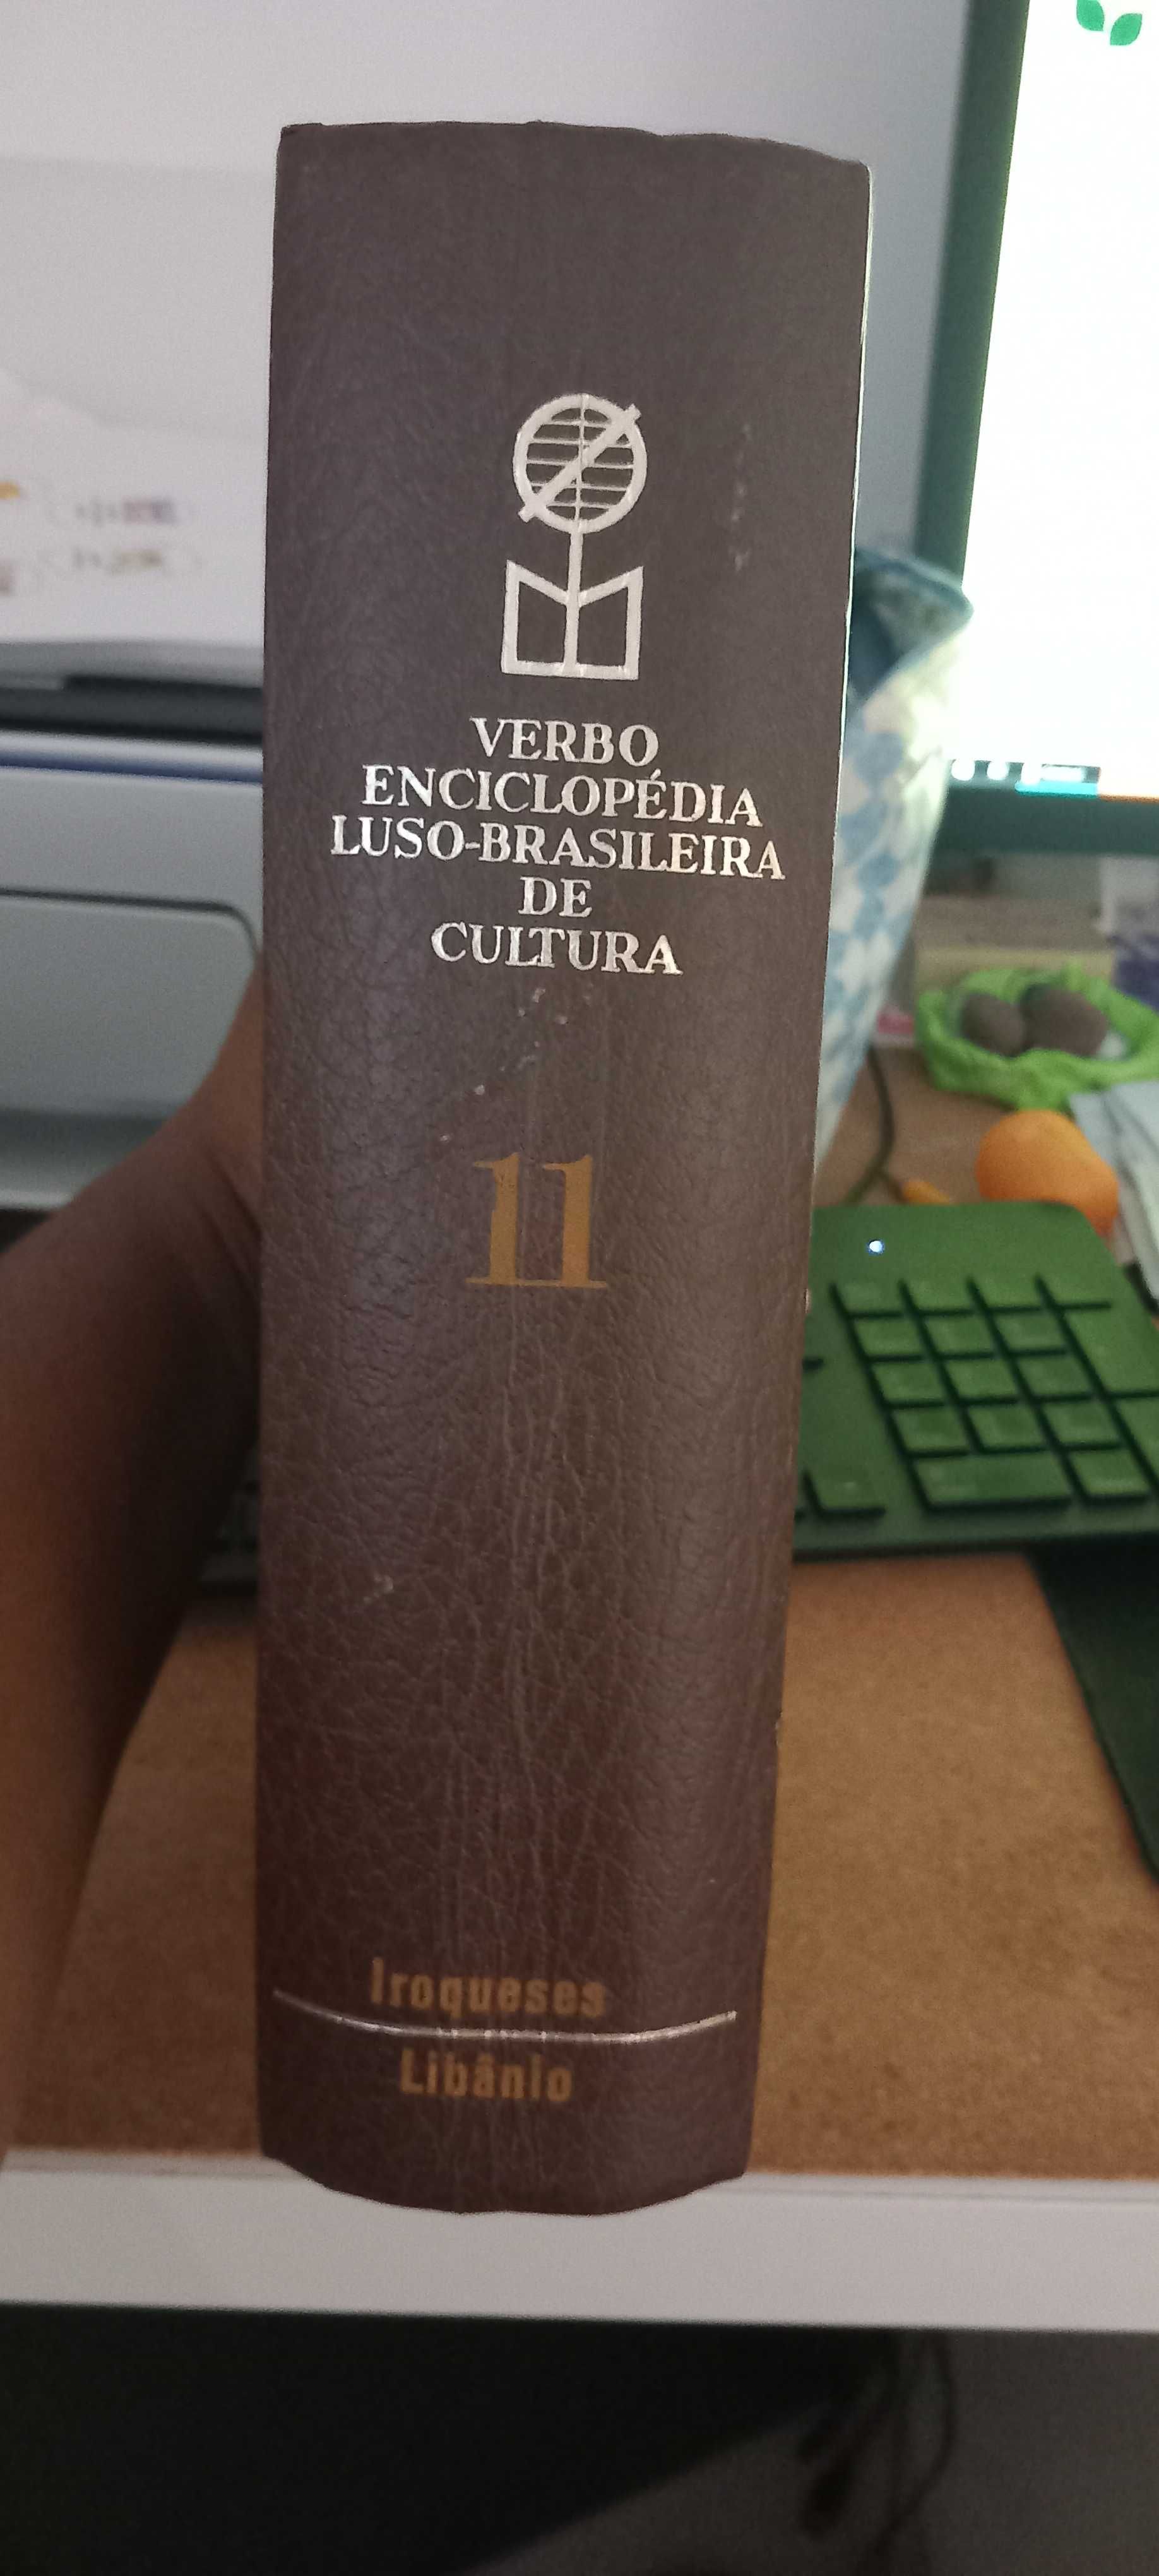 VERBO
ENCICLOPÉDIA
LUSO-BRASILEIRA
DE
CULTURA
11
Iroqueses
Libânio